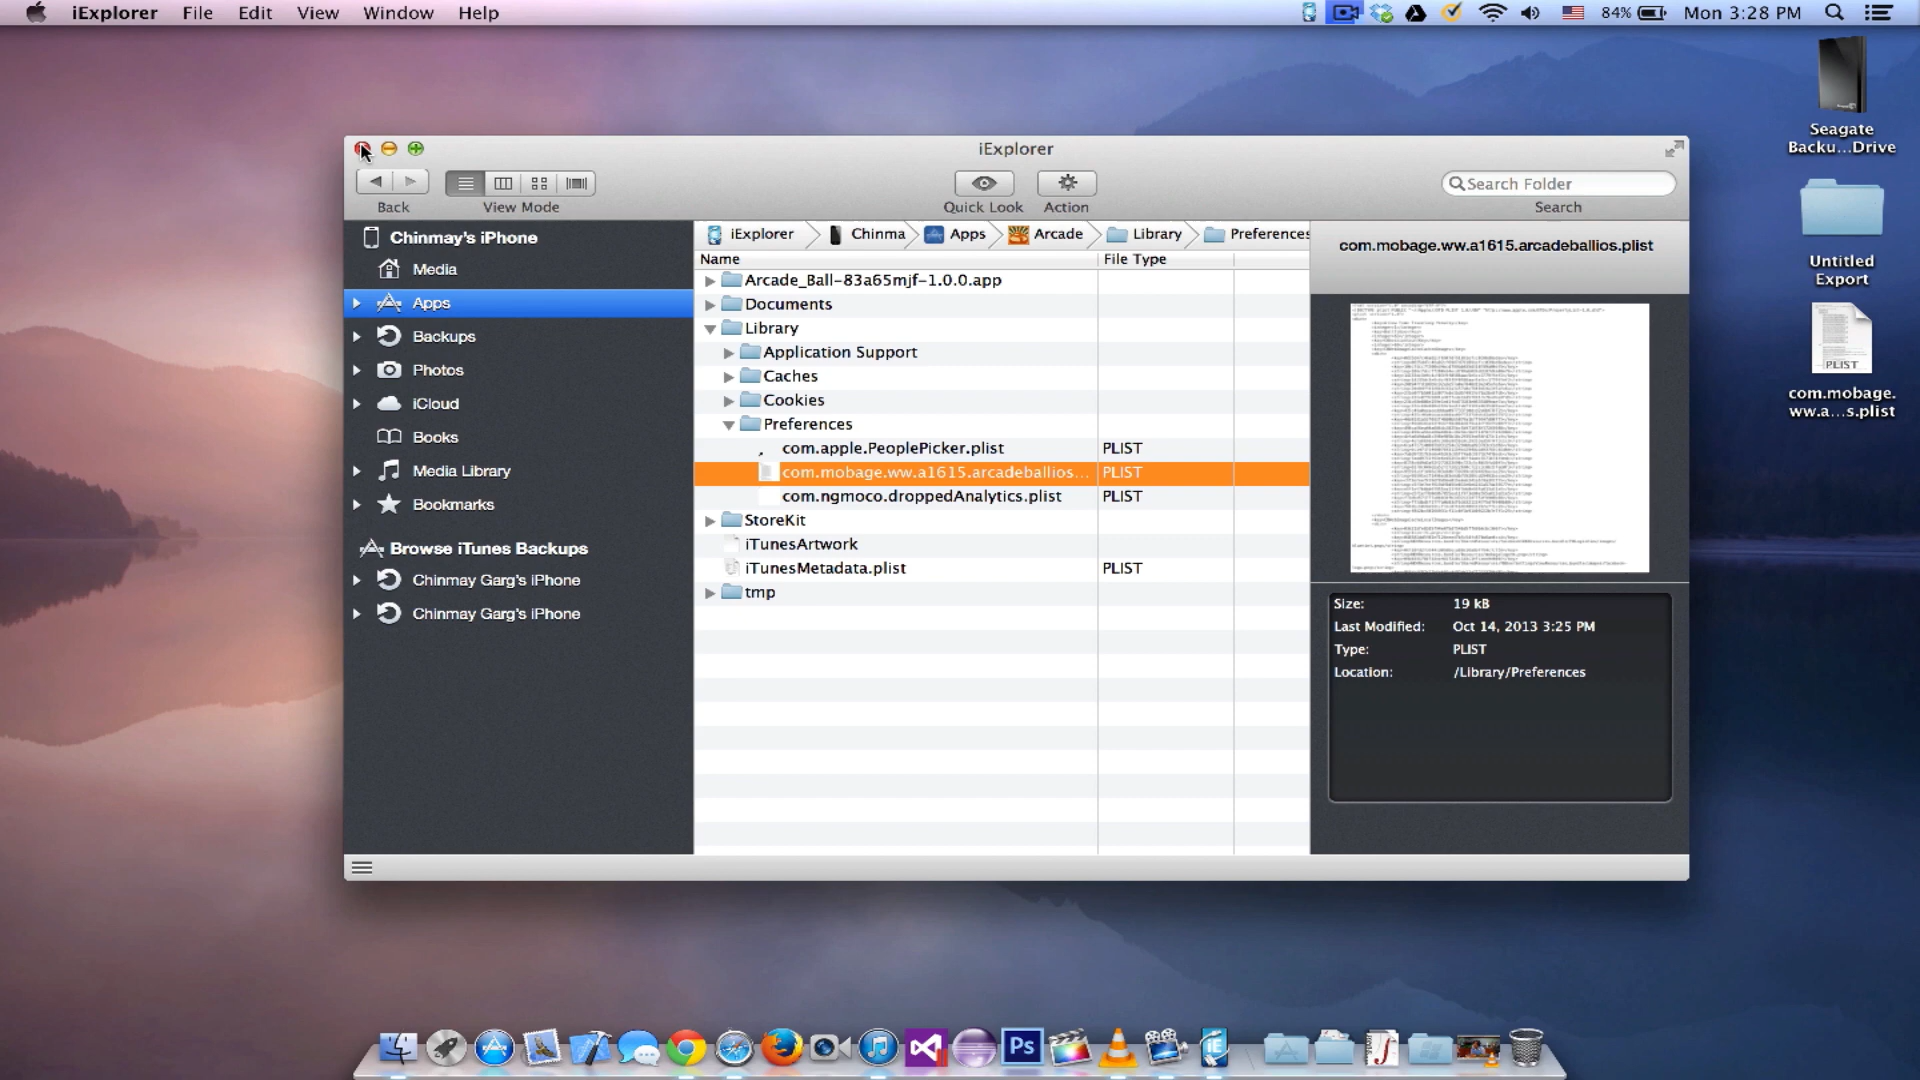 iExplorer File Edit View Window Help
84% Mon 3:28 PM
Seagate
Backu...Drive
Untitled
Export
PLIST
com.mobage.
ww.a...s.plist
iExplorer
Back
View Mode
Quick Look
Action
Search Folder
Search
Chinmay's iPhone
Media
Apps
Backups
Photos
iCloud
Books
Media Library
Bookmarks
Browse iTunes Backups
Chinmay Garg's iPhone
Chinmay Garg's iPhone
iExplorer Chinma Apps Arcade Library Preferences
Name File Type
Arcade_Ball-83a65mjf-1.0.0.app
Documents
Library
Application Support
Caches
Cookies
Preferences
com.apple.PeoplePicker.plist PLIST
com.mobage.ww.a1615.arcadeballios... PLIST
com.ngmoco.droppedAnalytics.plist PLIST
StoreKit
iTunesArtwork
iTunesMetadata.plist PLIST
tmp
com.mobage.ww.a1615.arcadeballios.plist
Size: 19 kB
Last Modified: Oct 14, 2013 3:25 PM
Type: PLIST
Location: /Library/Preferences
Ps
iE